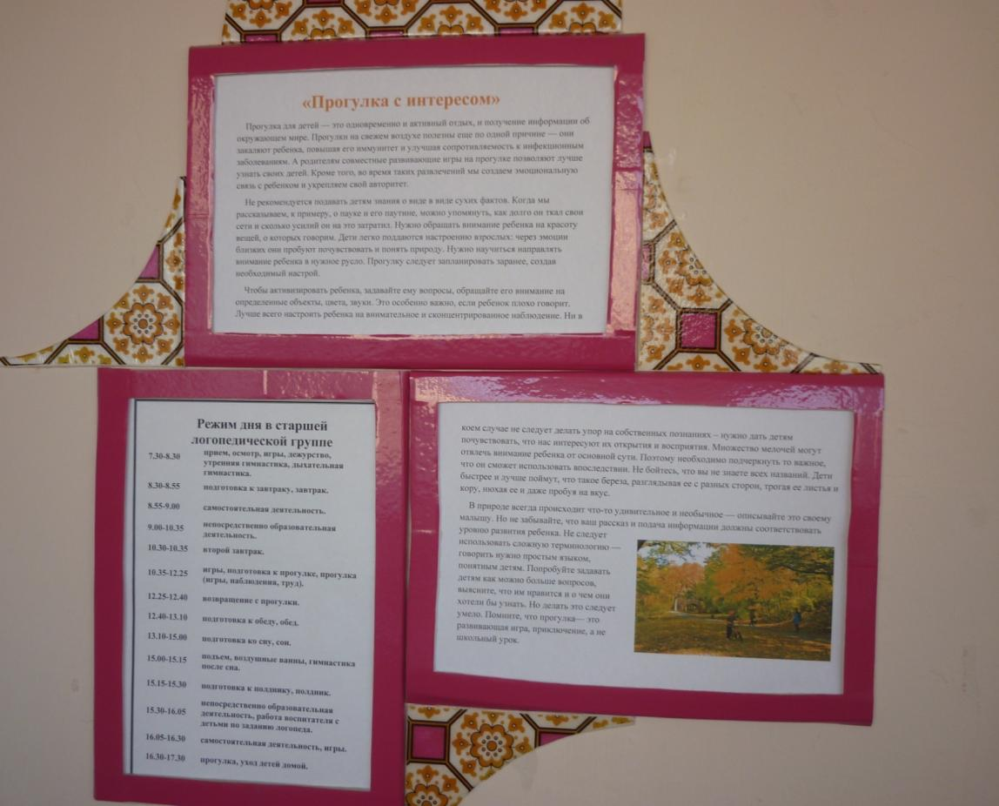 «Прогулка с интересом»
Прогулка для детей — это одновременно и активный отдых, и получение информации об
окружающем мире. Прогулки на свежем воздухе полезны еще по одной причине — они
закаляют ребенка, повышая его иммунитет и улучшая сопротивляемость к инфекционным
заболеваниям. А родителям совместные развивающие игры на прогулке позволяют лучше
узнать своих детей. Кроме того, во время таких развлечений мы создаем эмоциональную
связь с ребенком и укрепляем свой авторитет.
Не рекомендуется подавать детям знания о виде в виде сухих фактов. Когда мы
рассказываем, к примеру, о пауке и его паутине, можно упомянуть, как долго он ткал свои
сети и сколько усилий он на это затратил. Нужно обращать внимание ребенка на красоту
вещей, о которых говорим. Дети легко поддаются настроению взрослых: через эмоции
близких они пробуют почувствовать и понять природу. Нужно научиться направлять
внимание ребенка в нужное русло. Прогулку следует запланировать заранее, создав
необходимый настрой.
Чтобы активизировать ребенка, задавайте ему вопросы, обращайте его внимание на
определенные объекты, цвета, звуки. Это особенно важно, если ребенок плохо говорит.
Лучше всего настроить ребенка на внимательное и сконцентрированное наблюдение. Ни в
коем случае не следует делать упор на собственных познаниях – нужно дать детям
почувствовать, что нас интересуют их открытия и восприятия. Множество мелочей могут
отвлечь внимание ребенка от основной сути. Поэтому необходимо подчеркнуть то важное,
что он сможет использовать впоследствии. Не бойтесь, что вы не знаете всех названий. Дети
быстрее и лучше поймут, что такое береза, разглядывая ее с разных сторон, трогая ее листья и
кору, нюхая ее и даже пробуя на вкус.
В природе всегда происходит что-то удивительное и необычное — описывайте это своему
малышу. Но не забывайте, что ваш рассказ и подача информации должны соответствовать
уровню развития ребенка. Не следует
использовать сложную терминологию —
говорить нужно простым языком,
понятным детям. Попробуйте задавать
детям как можно больше вопросов,
выясните, что им нравится и о чем они
хотели бы узнать. Но делать это следует
умело. Помните, что прогулка— это
развивающая игра, приключение, а не
школьный урок.
Режим дня в старшей
логопедической группе
7.30-8.30 прием, осмотр, игры, дежурство,
утренняя гимнастика, дыхательная
гимнастика.
8.30-8.55 подготовка к завтраку, завтрак.
8.55-9.00 самостоятельная деятельность.
9.00-10.35 непосредственно образовательная
деятельность.
10.30-10.35 второй завтрак.
10.35-12.25 игры, подготовка к прогулке, прогулка
(игры, наблюдения, труд).
12.25-12.40 возвращение с прогулки.
12.40-13.10 подготовка к обеду, обед.
13.10-15.00 подготовка ко сну, сон.
15.00-15.15 подъем, воздушные ванны, гимнастика
после сна.
15.15-15.30 подготовка к полднику, полдник.
15.30-16.05 непосредственно образовательная
деятельность, работа воспитателя с
детьми по заданию логопеда.
16.05-16.30 самостоятельная деятельность, игры.
16.30-17.30 прогулка, уход детей домой.